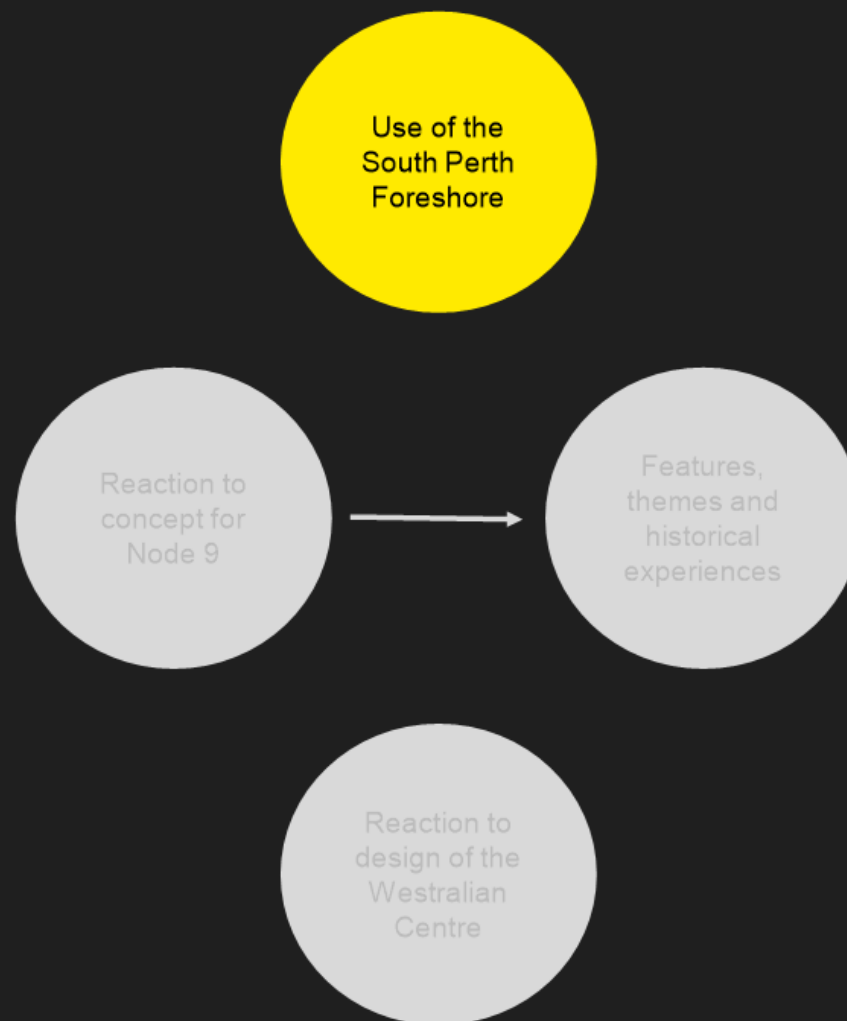 Use of the
South Perth
Foreshore
Reaction to
concept for
Node 9
Features,
themes and
historical
experiences
Reaction to
design of the
Westralian
Centre